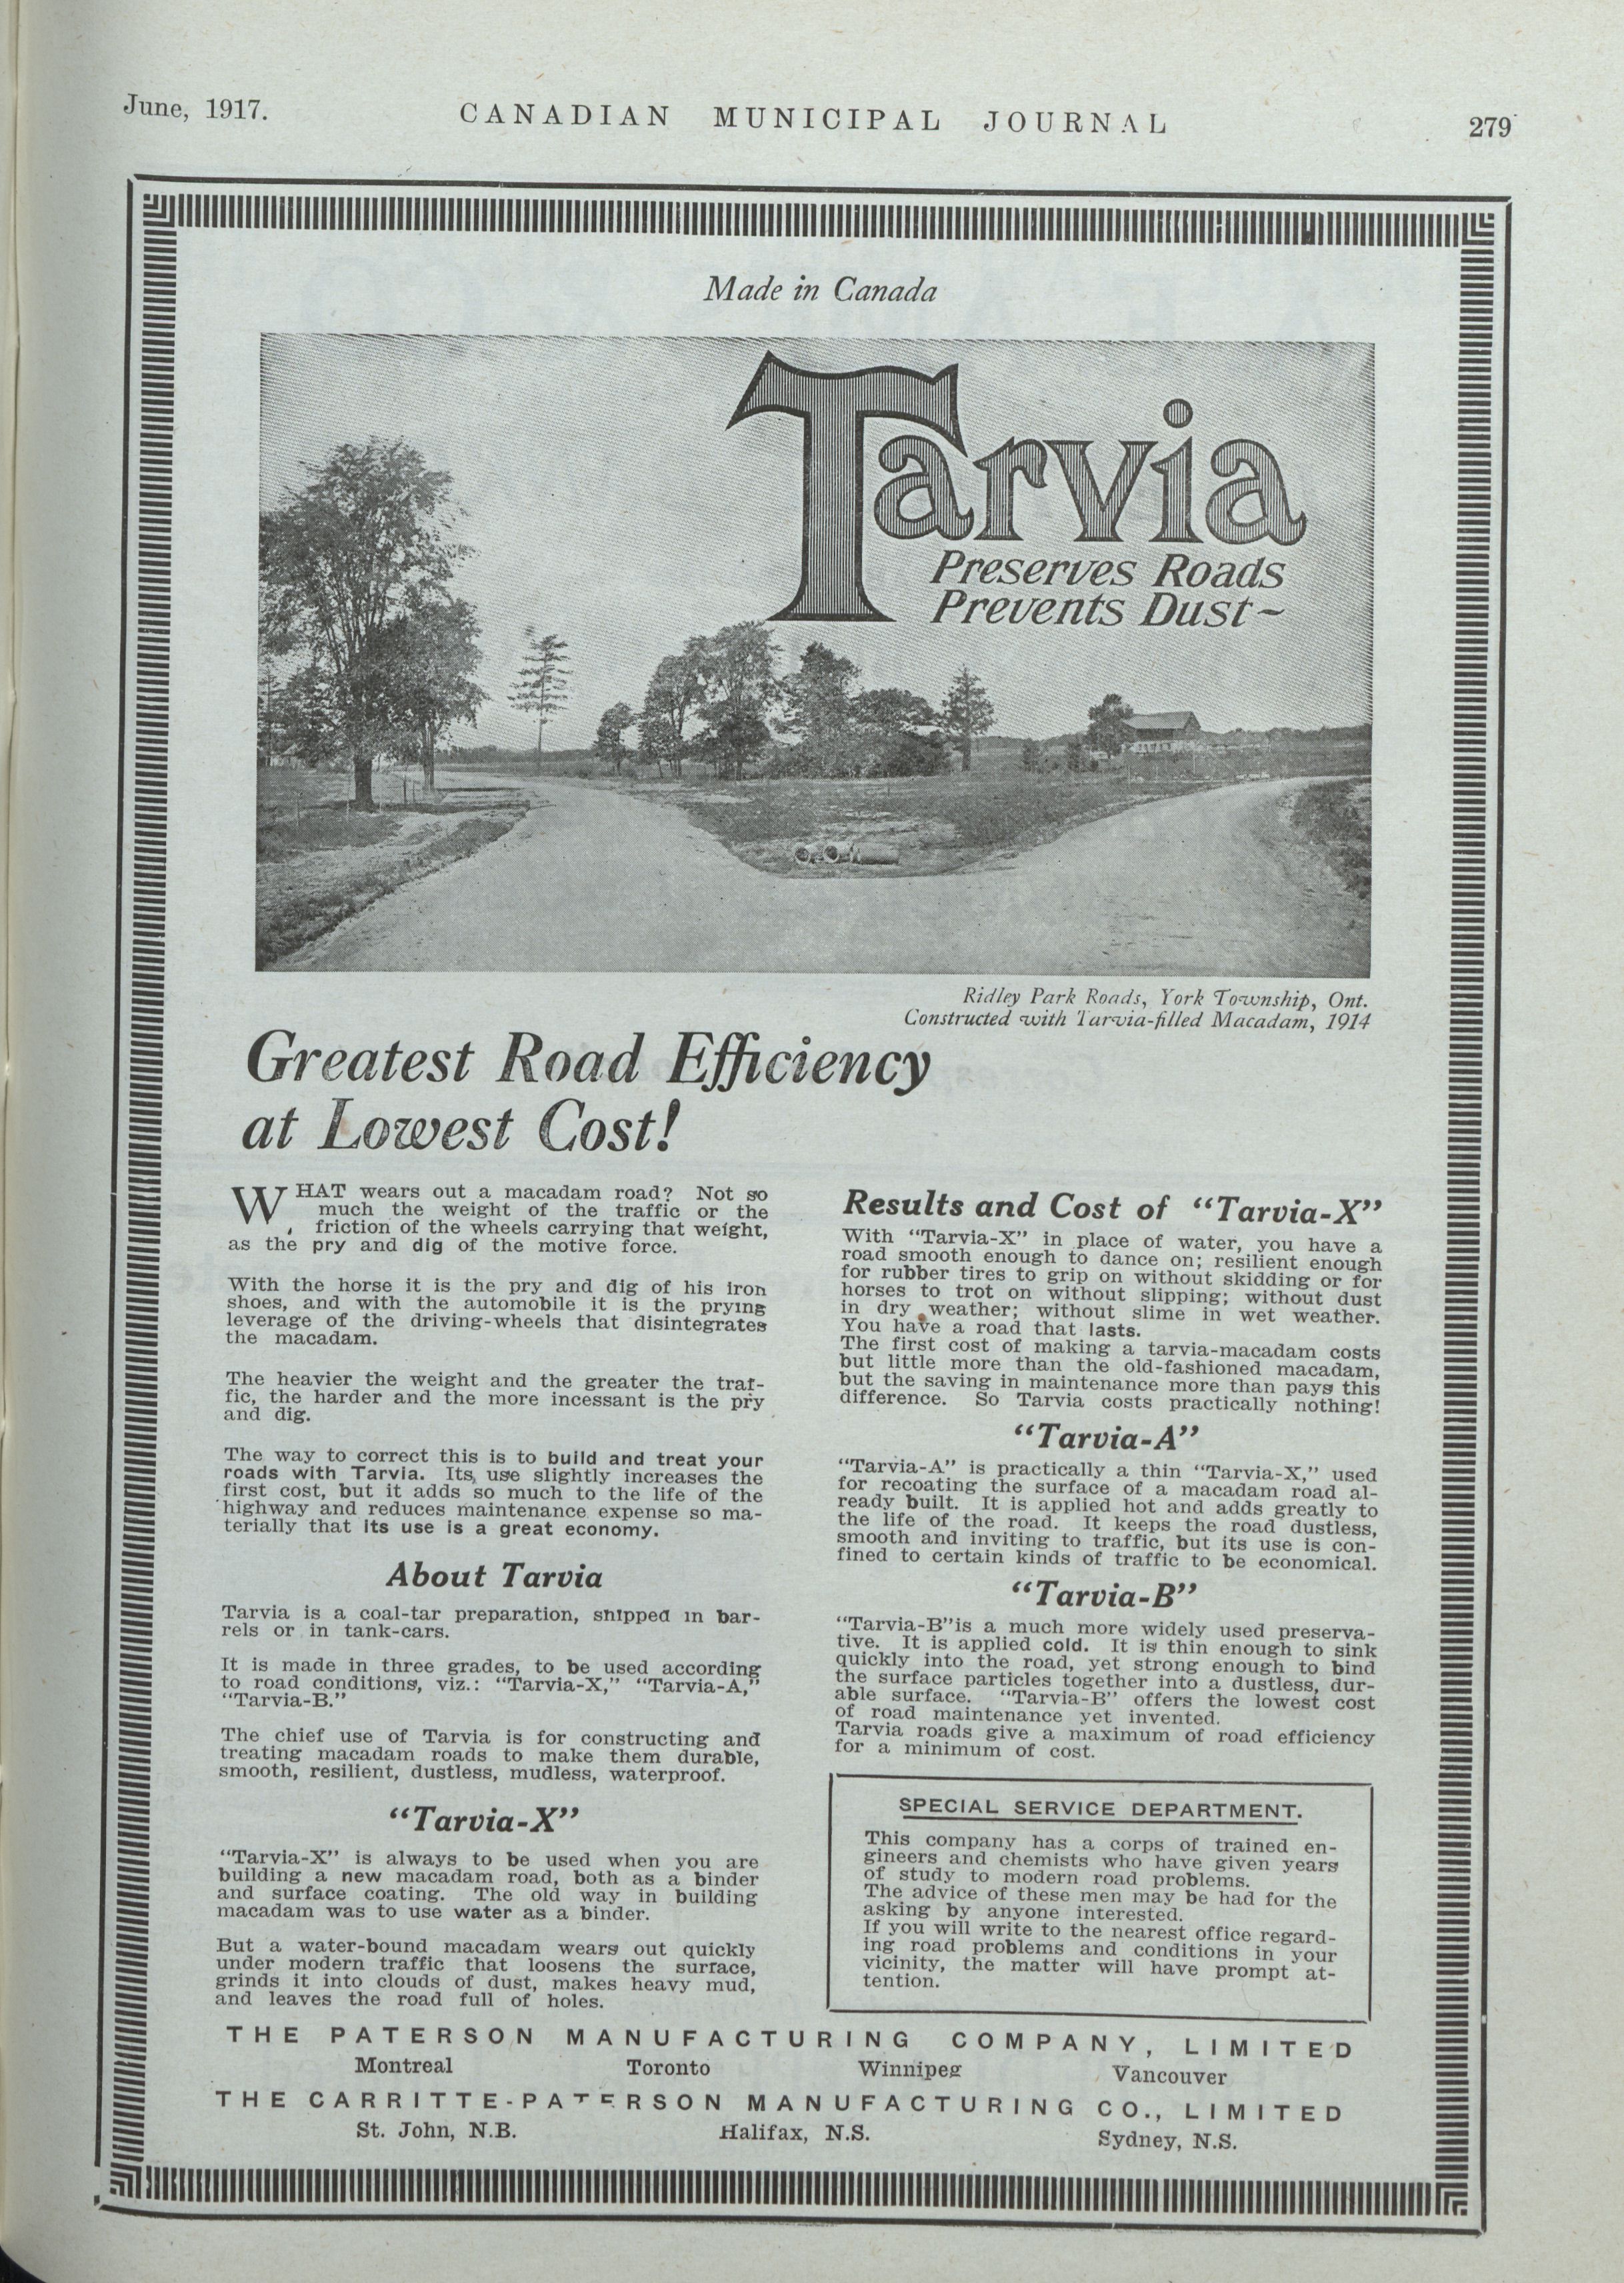 June, 1917.
CANADIAN MUNICIPAL JOURNAL
279
Made in Canada
Tarvia
Preserves Roads
Prevents Dust~
Ridley Park Roads, York Township, Ont.
Constructed with Tarvia-filled Macadam, 1914
Greatest Road Efficiency
at Lowest Cost!
WHAT wears out a macadam road? Not so
much the weight of the traffic or the
friction of the wheels carrying that weight,
as the pry and dig of the motive force.
With the horse it is the pry and dig of his iron
shoes, and with the automobile it is the prying
leverage of the driving-wheels that disintegrates
the macadam.
The heavier the weight and the greater the traf-
fic, the harder and the more incessant is the pry
and dig.
The way to correct this is to build and treat your
roads with Tarvia. Its use slightly increases the
first cost, but it adds so much to the life of the
highway and reduces maintenance expense so ma-
terially that its use is a great economy.
About Tarvia
Tarvia is a coal-tar preparation, shipped in bar-
rels or in tank-cars.
It is made in three grades, to be used according
to road conditions, viz.: "Tarvia-X," "Tarvia-A,"
"Tarvia-B."
The chief use of Tarvia is for constructing and
treating macadam roads to make them durable,
smooth, resilient, dustless, mudless, waterproof.
"Tarvia-X"
"Tarvia-X" is always to be used when you are
building a new macadam road, both as a binder
and surface coating. The old way in building
macadam was to use water as a binder.
But a water-bound macadam wears out quickly
under modern traffic that loosens the surface,
grinds it into clouds of dust, makes heavy mud,
and leaves the road full of holes.
Results and Cost of "Tarvia-X"
With "Tarvia-X" in place of water, you have a
road smooth enough to dance on; resilient enough
for rubber tires to grip on without skidding or for
horses to trot on without slipping; without dust
in dry weather; without slime in wet weather.
You have a road that lasts.
The first cost of making a tarvia-macadam costs
but little more than the old-fashioned macadam,
but the saving in maintenance more than pays this
difference. So Tarvia costs practically nothing!
"Tarvia-A"
"Tarvia-A" is practically a thin "Tarvia-X," used
for recoating the surface of a macadam road al-
ready built. It is applied hot and adds greatly to
the life of the road. It keeps the road dustless,
smooth and inviting to traffic, but its use is con-
fined to certain kinds of traffic to be economical.
"Tarvia-B"
"Tarvia-B"is a much more widely used preserva-
tive. It is applied cold. It is thin enough to sink
quickly into the road, yet strong enough to bind
the surface particles together into a dustless, dur-
able surface. "Tarvia-B" offers the lowest cost
of road maintenance yet invented.
Tarvia roads give a maximum of road efficiency
for a minimum of cost.
SPECIAL SERVICE DEPARTMENT.
This company has a corps of trained en-
gineers and chemists who have given years
of study to modern road problems.
The advice of these men may be had for the
asking by anyone interested.
If you will write to the nearest office regard-
ing road problems and conditions in your
vicinity, the matter will have prompt at-
tention.
THE PATERSON MANUFACTURING COMPANY, LIMITED
Montreal Toronto Winnipeg Vancouver
THE CARRITTE-PATERSON MANUFACTURING CO., LIMITED
St. John, N.B. Halifax, N.S. Sydney, N.S.